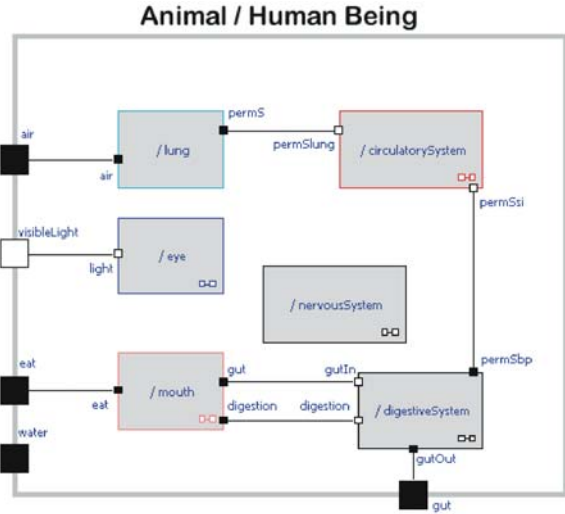 Animal / Human Being
air
permS
/ lung
permSlung
/ circulatorySystem
air
permSsi
visibleLight
light
/ eye
/ nervousSystem
eat
gut
gutIn
permSbp
/ mouth
eat
digestion
digestion
/ digestiveSystem
water
gutOut
gut